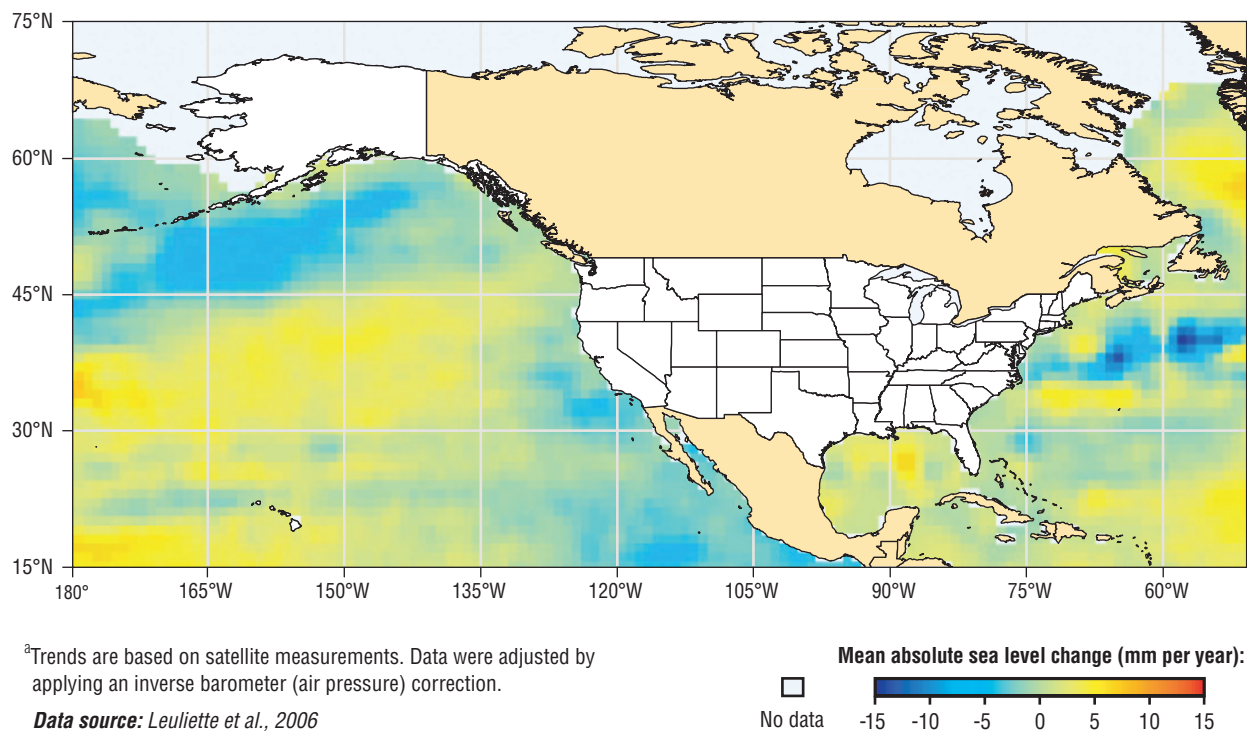 75°N
60°N
45°N
30°N
15°N
180° 165°W 150°W 135°W 120°W 105°W 90°W 75°W 60°W
aTrends are based on satellite measurements. Data were adjusted by
applying an inverse barometer (air pressure) correction.
Data source: Leuliette et al., 2006
Mean absolute sea level change (mm per year):
No data -15 -10 -5 0 5 10 15